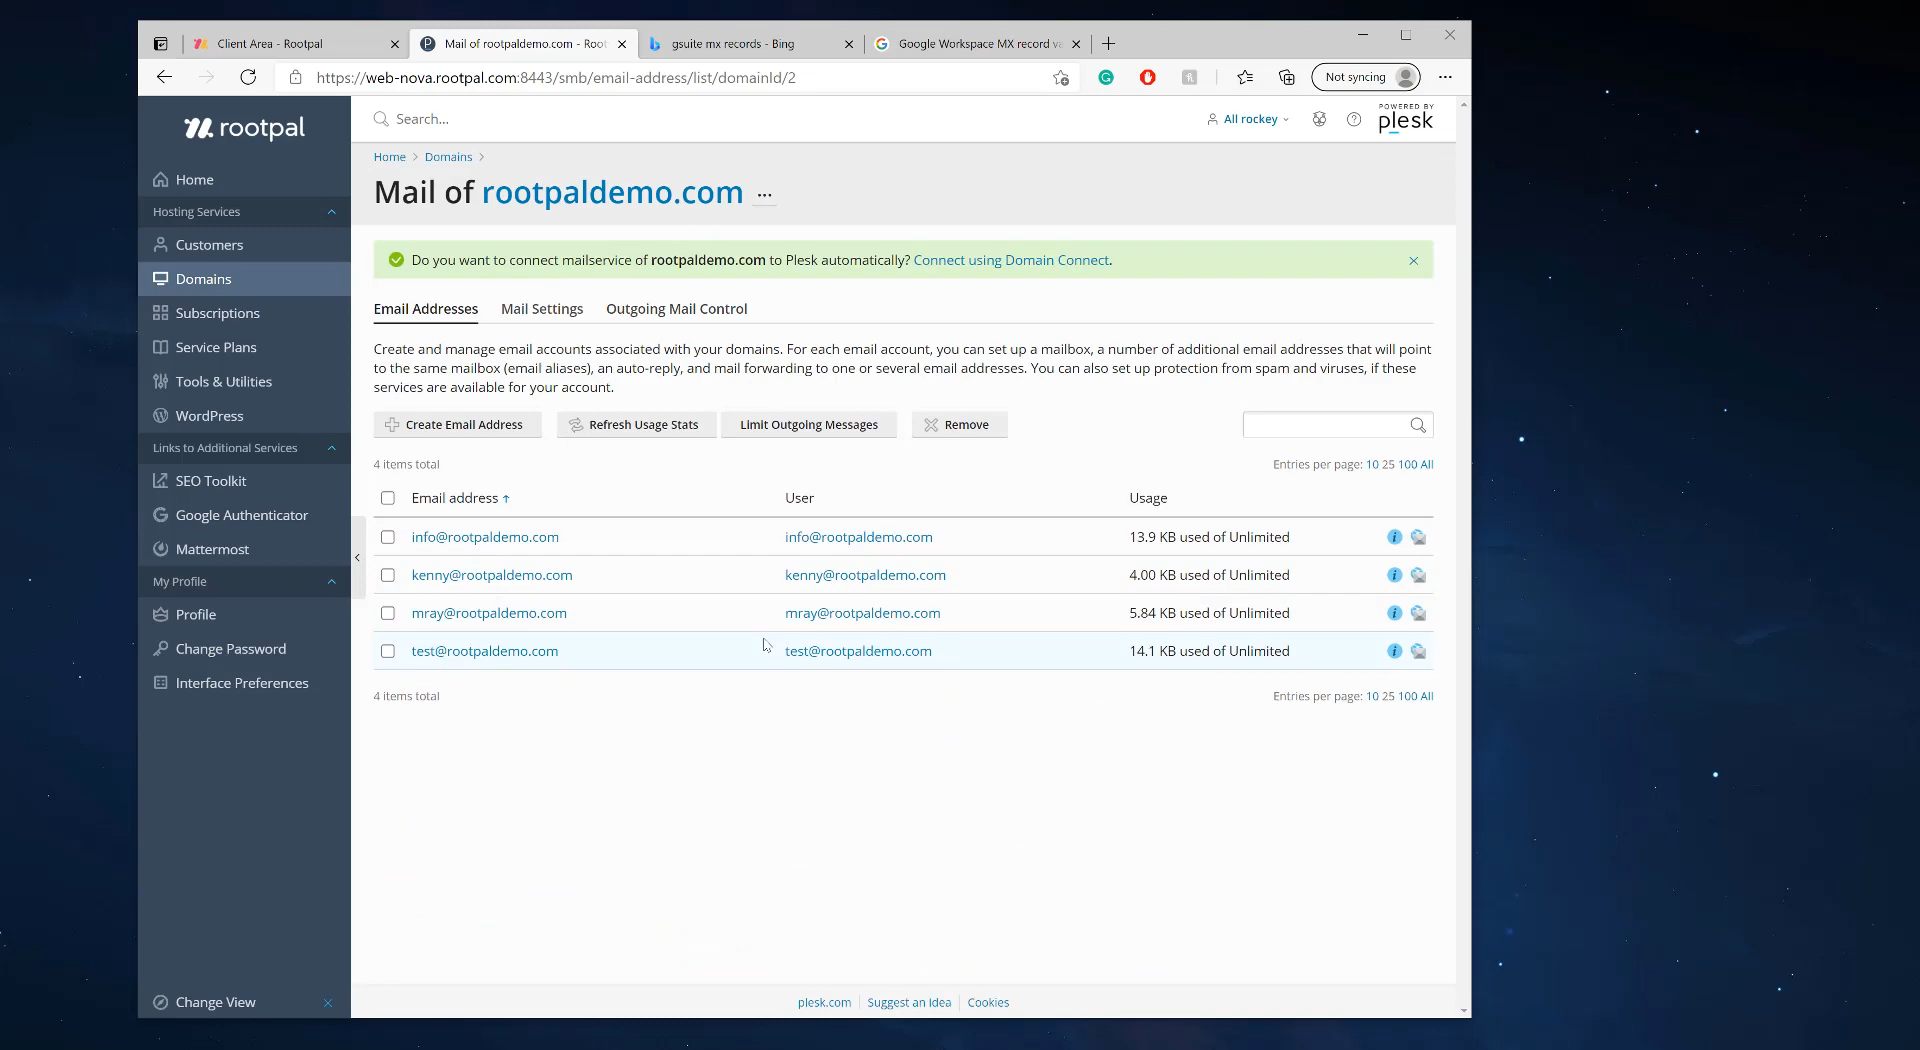 Client Area - Rootpal
Mail of rootpaldemo.com - Root
gsuite mx records - Bing
Google Workspace MX record va
https://web-nova.rootpal.com:8443/smb/email-address/list/domainId/2
Not syncing
rootpal
Search...
All rockey
POWERED BY
plesk
Home
Hosting Services
Customers
Domains
Subscriptions
Service Plans
Tools & Utilities
WordPress
Links to Additional Services
SEO Toolkit
Google Authenticator
Mattermost
My Profile
Profile
Change Password
Interface Preferences
Change View
Home > Domains >
Mail of rootpaldemo.com ...
Do you want to connect mailservice of rootpaldemo.com to Plesk automatically? Connect using Domain Connect.
Email Addresses Mail Settings Outgoing Mail Control
Create and manage email accounts associated with your domains. For each email account, you can set up a mailbox, a number of additional email addresses that will point
to the same mailbox (email aliases), an auto-reply, and mail forwarding to one or several email addresses. You can also set up protection from spam and viruses, if these
services are available for your account.
Create Email Address Refresh Usage Stats Limit Outgoing Messages Remove
4 items total Entries per page: 10 25 100 All
Email address ↑ User Usage
info@rootpaldemo.com info@rootpaldemo.com 13.9 KB used of Unlimited
kenny@rootpaldemo.com kenny@rootpaldemo.com 4.00 KB used of Unlimited
mray@rootpaldemo.com mray@rootpaldemo.com 5.84 KB used of Unlimited
test@rootpaldemo.com test@rootpaldemo.com 14.1 KB used of Unlimited
4 items total Entries per page: 10 25 100 All
plesk.com Suggest an Idea Cookies